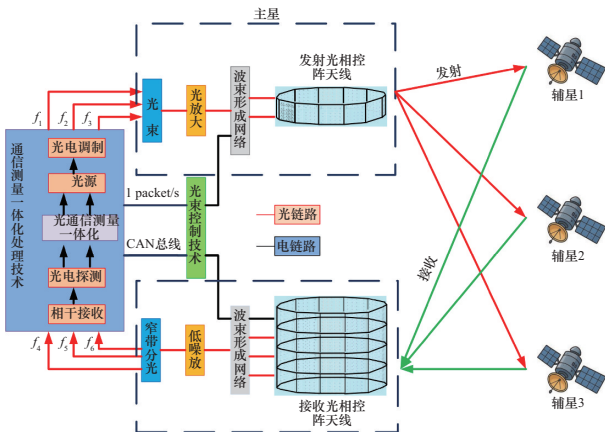 主星
发射光相控
阵天线
光束
光放大
波束形成网络
发射
辅星1
f1
f2
f3
通信测量一体化处理技术
光电调制
光源
光通信测量
一体化
光电探测
相干接收
1 packet/s
CAN总线
光束控制技术
光链路
电链路
辅星2
接收
f4
f5
f6
窄带分光
低噪放
波束形成网络
接收光相控
阵天线
辅星3